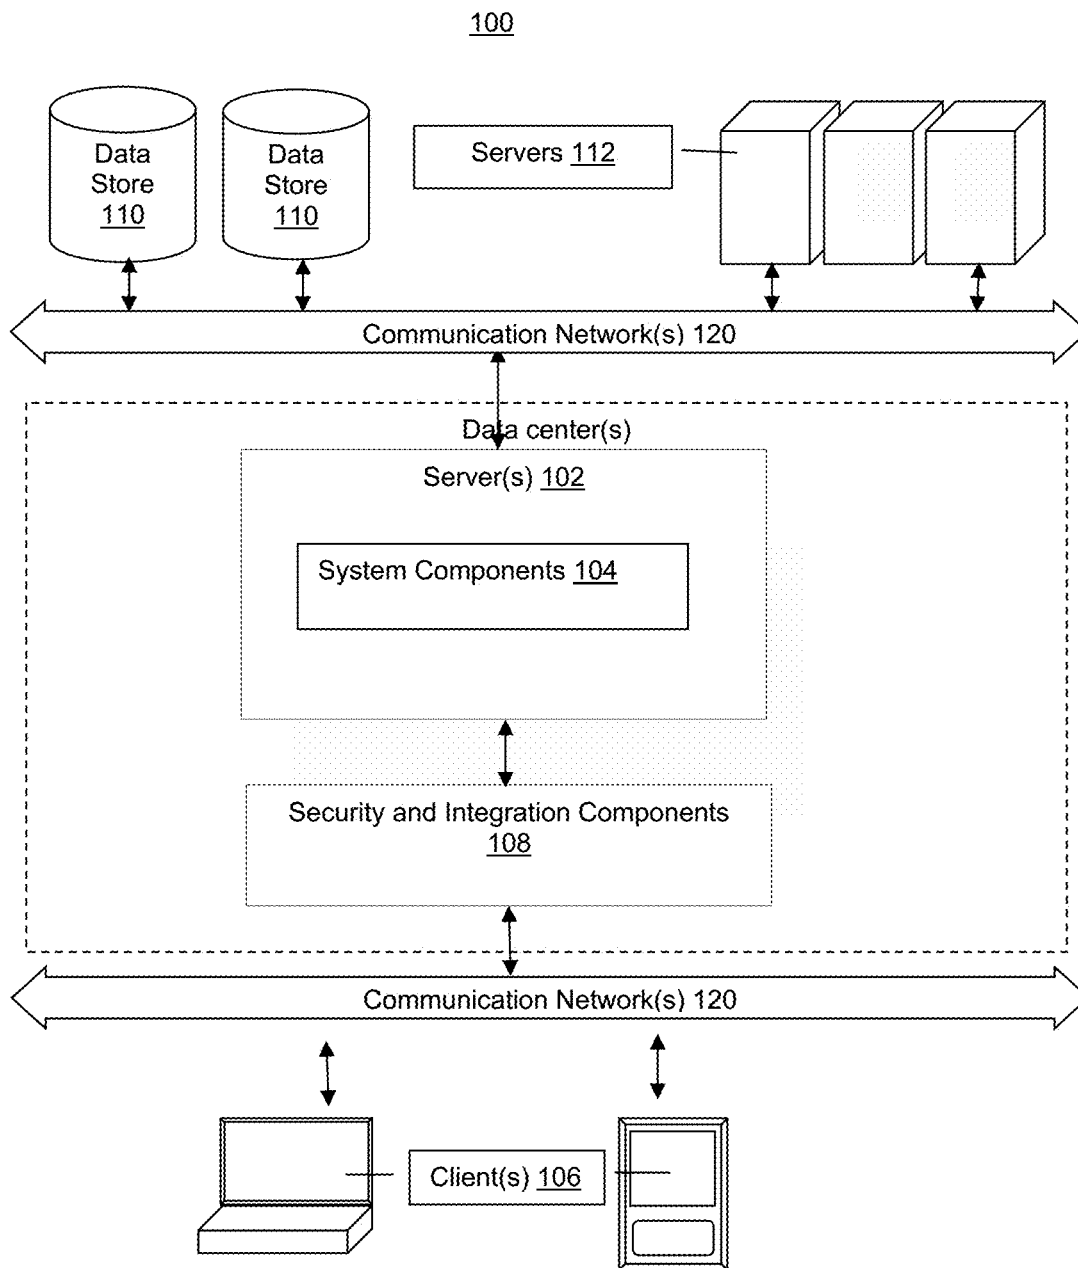 100
Data
Store
110
Data
Store
110
Servers 112
Communication Network(s) 120
Data center(s)
Server(s) 102
System Components 104
Security and Integration Components
108
Communication Network(s) 120
Client(s) 106